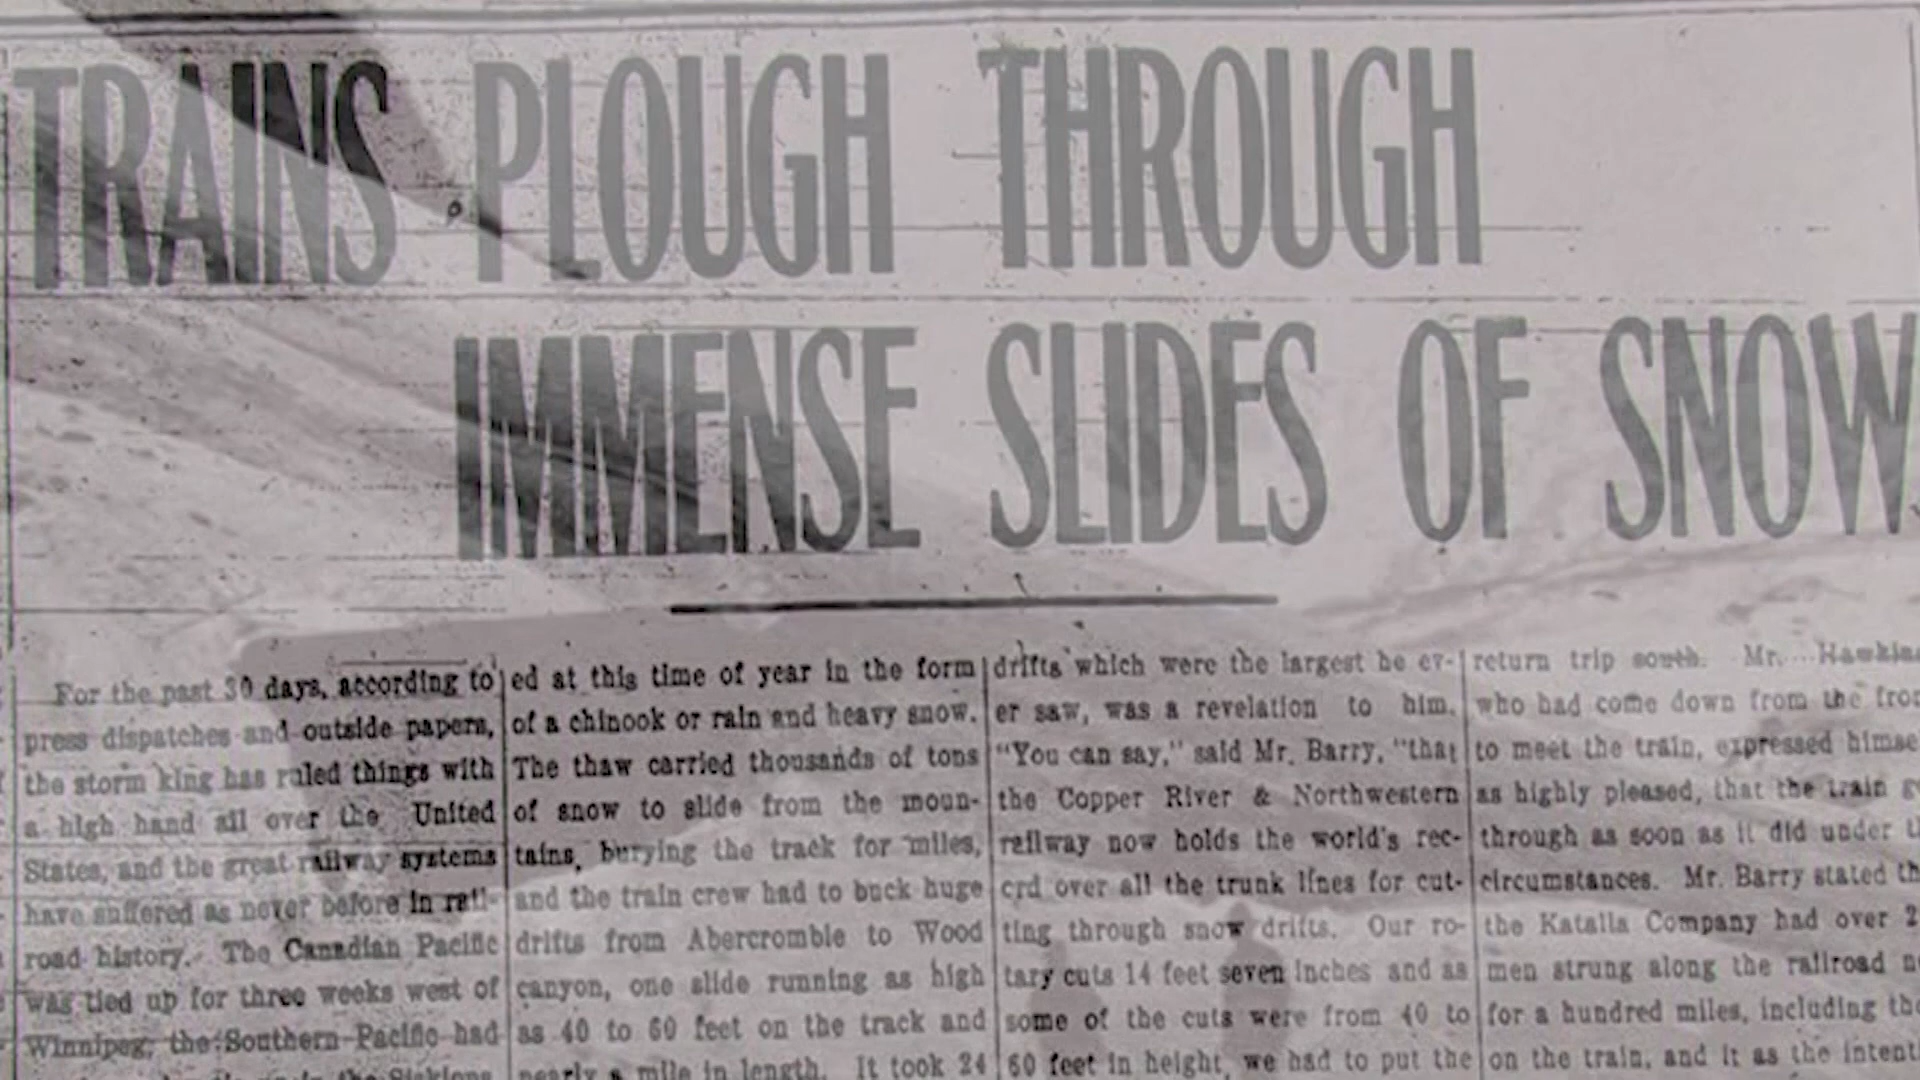 TRAINS PLOUGH THROUGH
IMMENSE SLIDES OF SNOW
For the past 30 days, according to
press dispatches and outside papers,
the storm king has ruled things with
a high hand all over the United
States, and the great railway systems
have suffered as never before in rail-
road history. The Canadian Pacific
was tied up for three weeks west of
Winnipeg; the Southern Pacific had
ed at this time of year in the form
of a chinook or rain and heavy snow.
The thaw carried thousands of tons
of snow to slide from the moun-
tains, burying the track for miles,
and the train crew had to buck huge
drifts from Abercrombie to Wood
canyon, one slide running as high
as 40 to 60 feet on the track and
nearly a mile in length. It took 24
drifts which were the largest he ev-
er saw, was a revelation to him.
"You can say," said Mr. Barry, "that
the Copper River & Northwestern
railway now holds the world's rec-
crd over all the trunk lines for cut-
ting through snow drifts. Our ro-
tary cuts 14 feet seven inches and as
some of the cuts were from 40 to
60 feet in height, we had to put the
return trip south. Mr. Hawkins
who had come down from the
to meet the train, expressed
as highly pleased, that the train
through as soon as it did under
circumstances. Mr. Barry stated
the Katalla Company had over
men strung along the railroad
for a hundred miles, including
on the train, and it as the